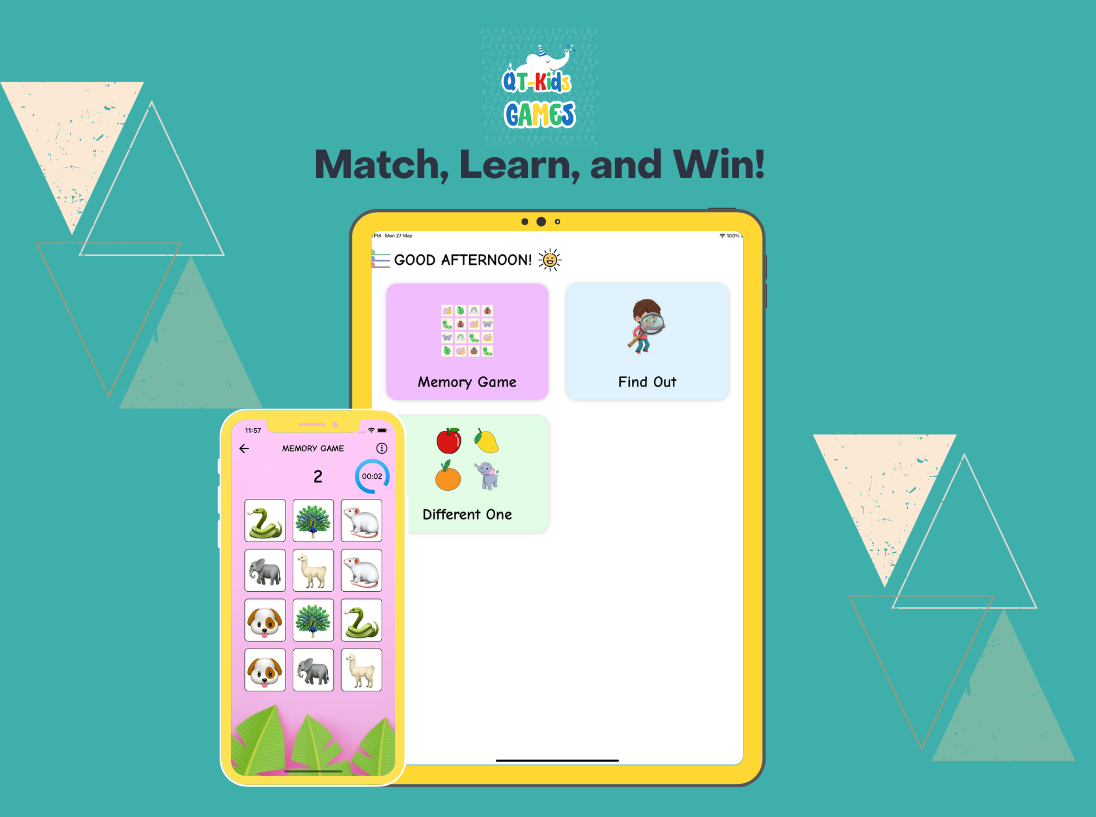 QT-Kids
GAMES
Match, Learn, and Win!
PM Mon 27 May
100%
GOOD AFTERNOON!
Memory Game
Find Out
Different One
11:57
MEMORY GAME
2
00:02